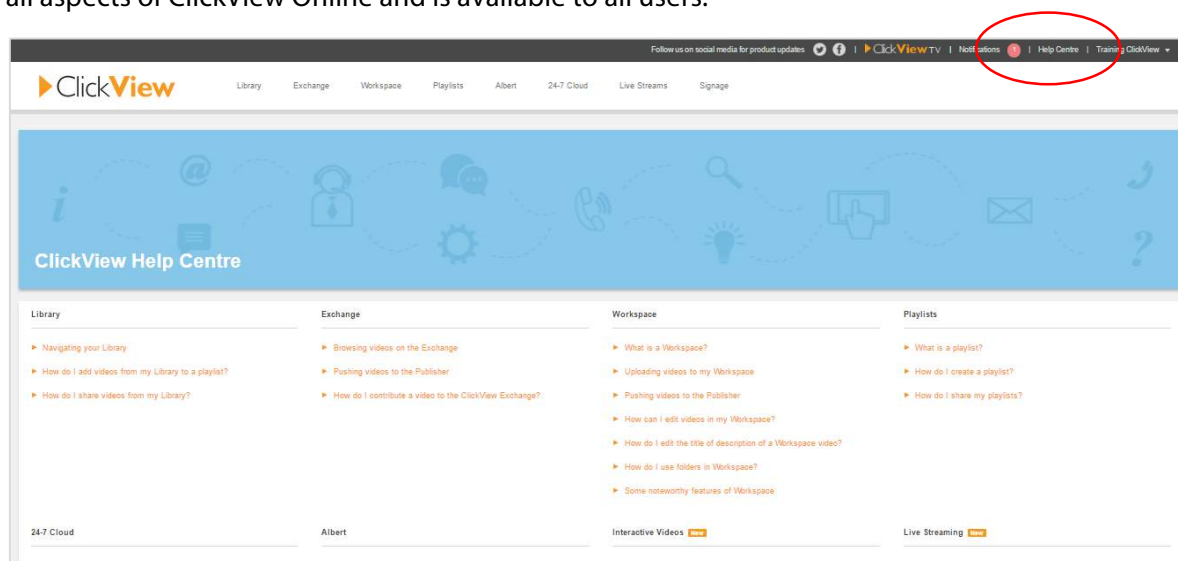 all aspects of ClickView Online and is available to all users.
Follow us on social media for product updates | ClickView TV | Notifications 1 | Help Centre | Training ClickView
ClickView Library Exchange Workspace Playlists Albert 24-7 Cloud Live Streams Signage
ClickView Help Centre
Library Exchange Workspace Playlists
Navigating your Library Browsing videos on the Exchange What is a Workspace? What is a playlist?
How do I add videos from my Library to a playlist? Pushing videos to the Publisher Uploading videos to my Workspace How do I create a playlist?
How do I share videos from my Library? How do I contribute a video to the ClickView Exchange? Pushing videos to the Publisher How do I share my playlists?
How can I edit videos in my Workspace?
How do I edit the title of description of a Workspace video?
How do I use folders in Workspace?
Some noteworthy features of Workspace
24-7 Cloud Albert Interactive Videos New Live Streaming New